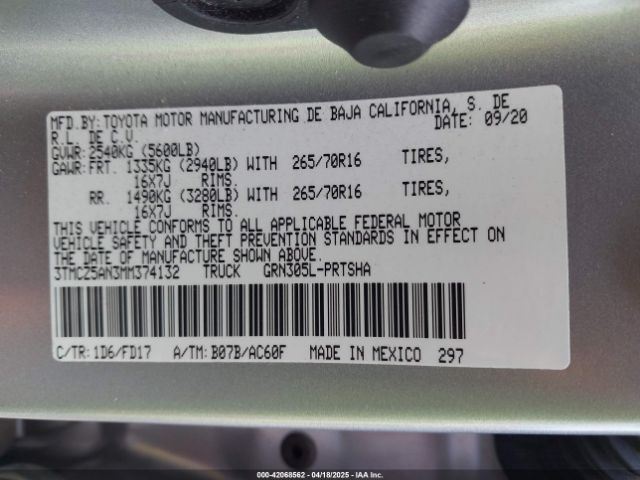 MFD.BY:TOYOTA MOTOR MANUFACTURING DE BAJA CALIFORNIA, S. DE
R L. DE C.V. DATE: 09/20
GVWR: 2540KG (5600LB)
GAWR: FRT. 1335KG (2940LB) WITH 265/70R16 TIRES,
16X7J RIMS.
RR. 1490KG (3280LB) WITH 265/70R16 TIRES,
16X7J RIMS.
THIS VEHICLE CONFORMS TO ALL APPLICABLE FEDERAL MOTOR
VEHICLE SAFETY AND THEFT PREVENTION STANDARDS IN EFFECT ON
THE DATE OF MANUFACTURE SHOWN ABOVE.
3TMCZ5AN3MM374132 TRUCK GRN305L-PRTSHA
C/TR:1D6/FD17 A/TM: B07B/AC60F MADE IN MEXICO 297
000-42068562 - 04/18/2025 - IAA Inc.